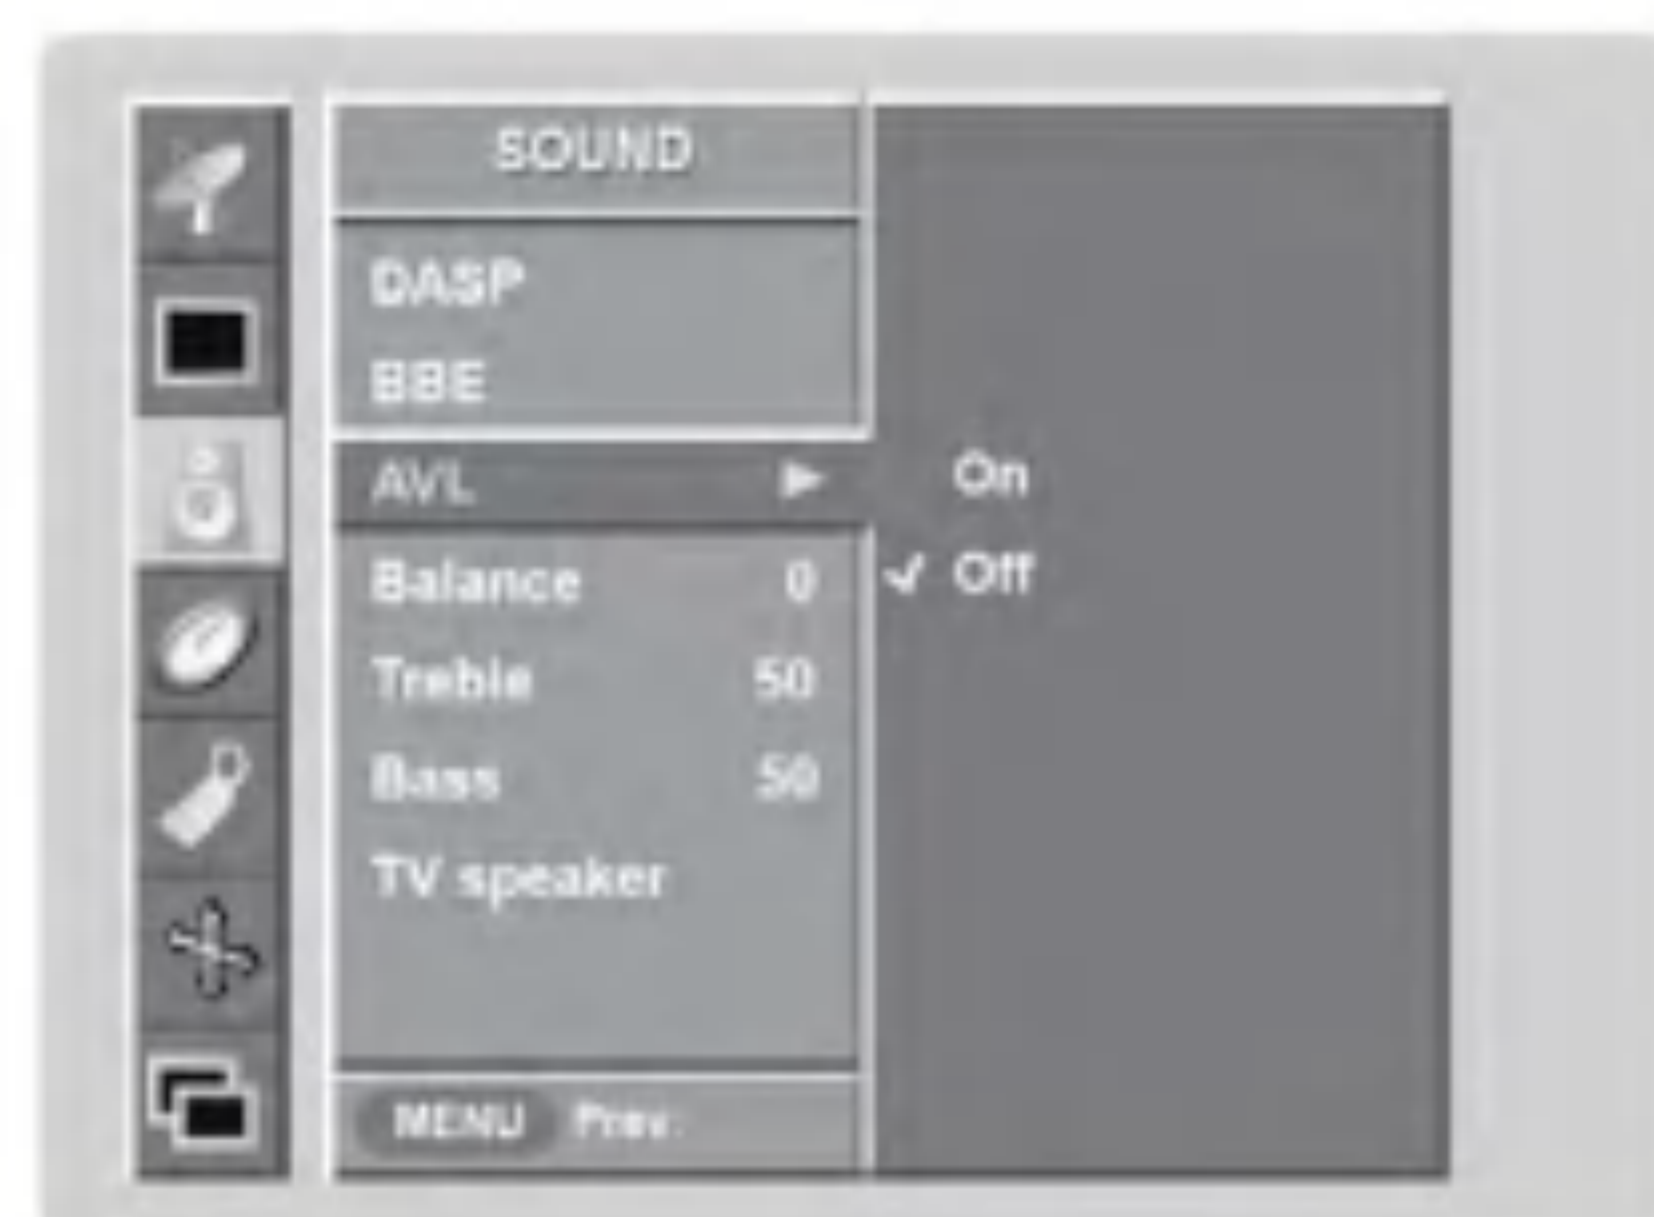 SOUND
DASP
BBE
AVL
On
Off
Balance 0
Treble 50
Bass 50
TV speaker
MENU Prev.